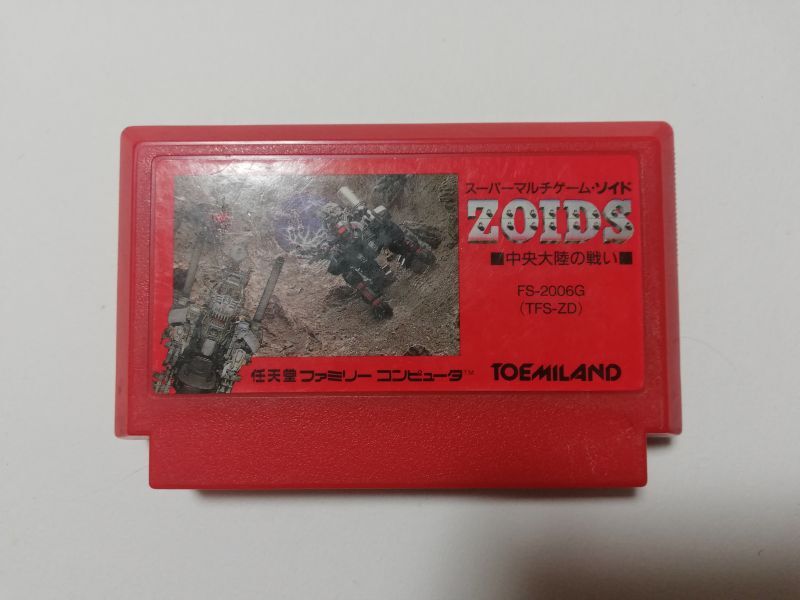 スーパーマルチゲーム・ゾイド
ZOIDS
■中央大陸の戦い■
FS-2006G
(TFS-ZD)
任天堂 ファミリー コンピュータ™
TOEMILAND